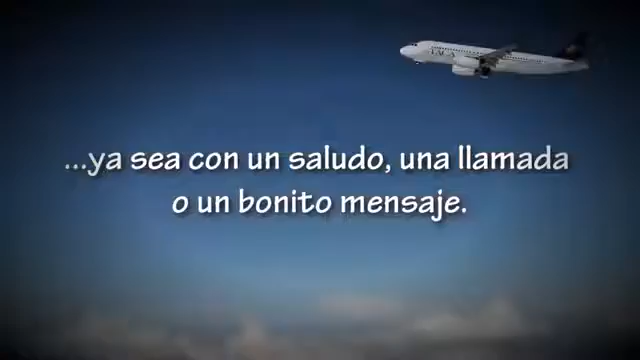 ...ya sea con un saludo, una llamada
o un bonito mensaje.